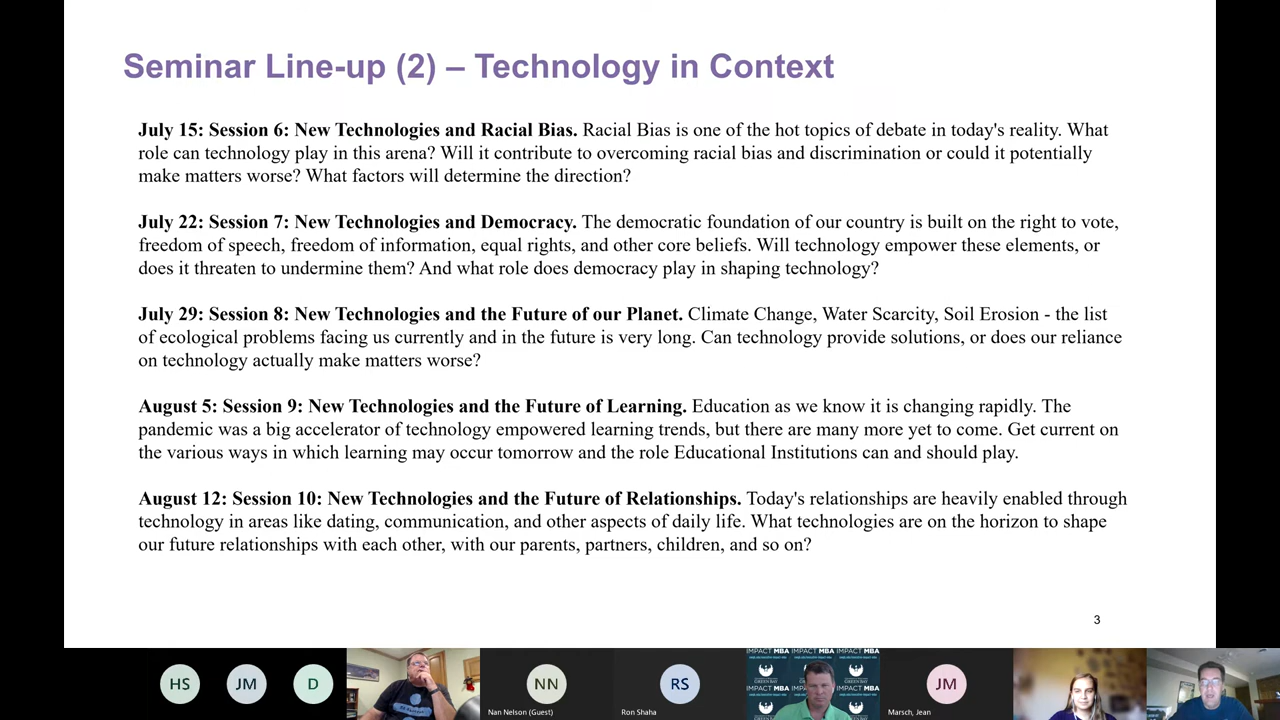 Seminar Line-up (2) – Technology in Context
July 15: Session 6: New Technologies and Racial Bias. Racial Bias is one of the hot topics of debate in today's reality. What
role can technology play in this arena? Will it contribute to overcoming racial bias and discrimination or could it potentially
make matters worse? What factors will determine the direction?
July 22: Session 7: New Technologies and Democracy. The democratic foundation of our country is built on the right to vote,
freedom of speech, freedom of information, equal rights, and other core beliefs. Will technology empower these elements, or
does it threaten to undermine them? And what role does democracy play in shaping technology?
July 29: Session 8: New Technologies and the Future of our Planet. Climate Change, Water Scarcity, Soil Erosion - the list
of ecological problems facing us currently and in the future is very long. Can technology provide solutions, or does our reliance
on technology actually make matters worse?
August 5: Session 9: New Technologies and the Future of Learning. Education as we know it is changing rapidly. The
pandemic was a big accelerator of technology empowered learning trends, but there are many more yet to come. Get current on
the various ways in which learning may occur tomorrow and the role Educational Institutions can and should play.
August 12: Session 10: New Technologies and the Future of Relationships. Today's relationships are heavily enabled through
technology in areas like dating, communication, and other aspects of daily life. What technologies are on the horizon to shape
our future relationships with each other, with our parents, partners, children, and so on?
3
HS JM D NN RS JM
IMPACT MBA
GREEN BAY
IMPACT MBA
Nan Nelson (Guest) Ron Shaha Marsch, Jean